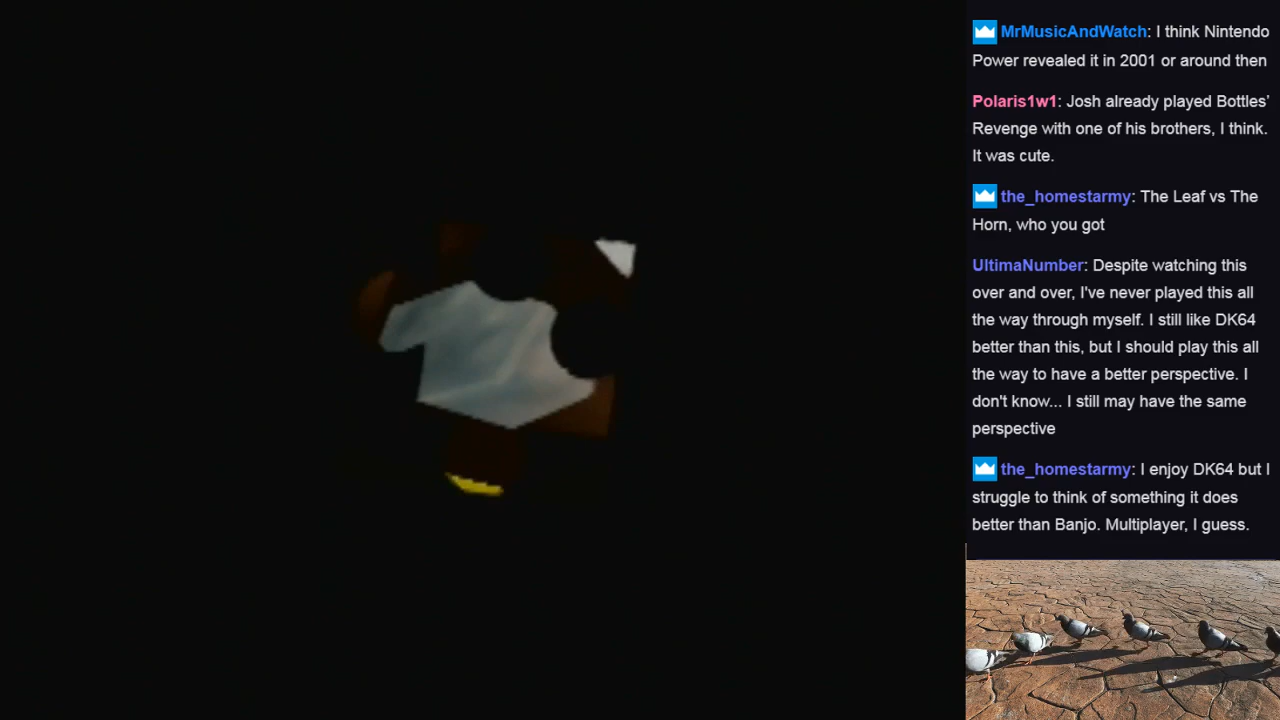 MrMusicAndWatch: I think Nintendo
Power revealed it in 2001 or around then
Polaris1w1: Josh already played Bottles’
Revenge with one of his brothers, I think.
It was cute.
the_homestarmy: The Leaf vs The
Horn, who you got
UltimaNumber: Despite watching this
over and over, I've never played this all
the way through myself. I still like DK64
better than this, but I should play this all
the way to have a better perspective. I
don't know... I still may have the same
perspective
the_homestarmy: I enjoy DK64 but I
struggle to think of something it does
better than Banjo. Multiplayer, I guess.